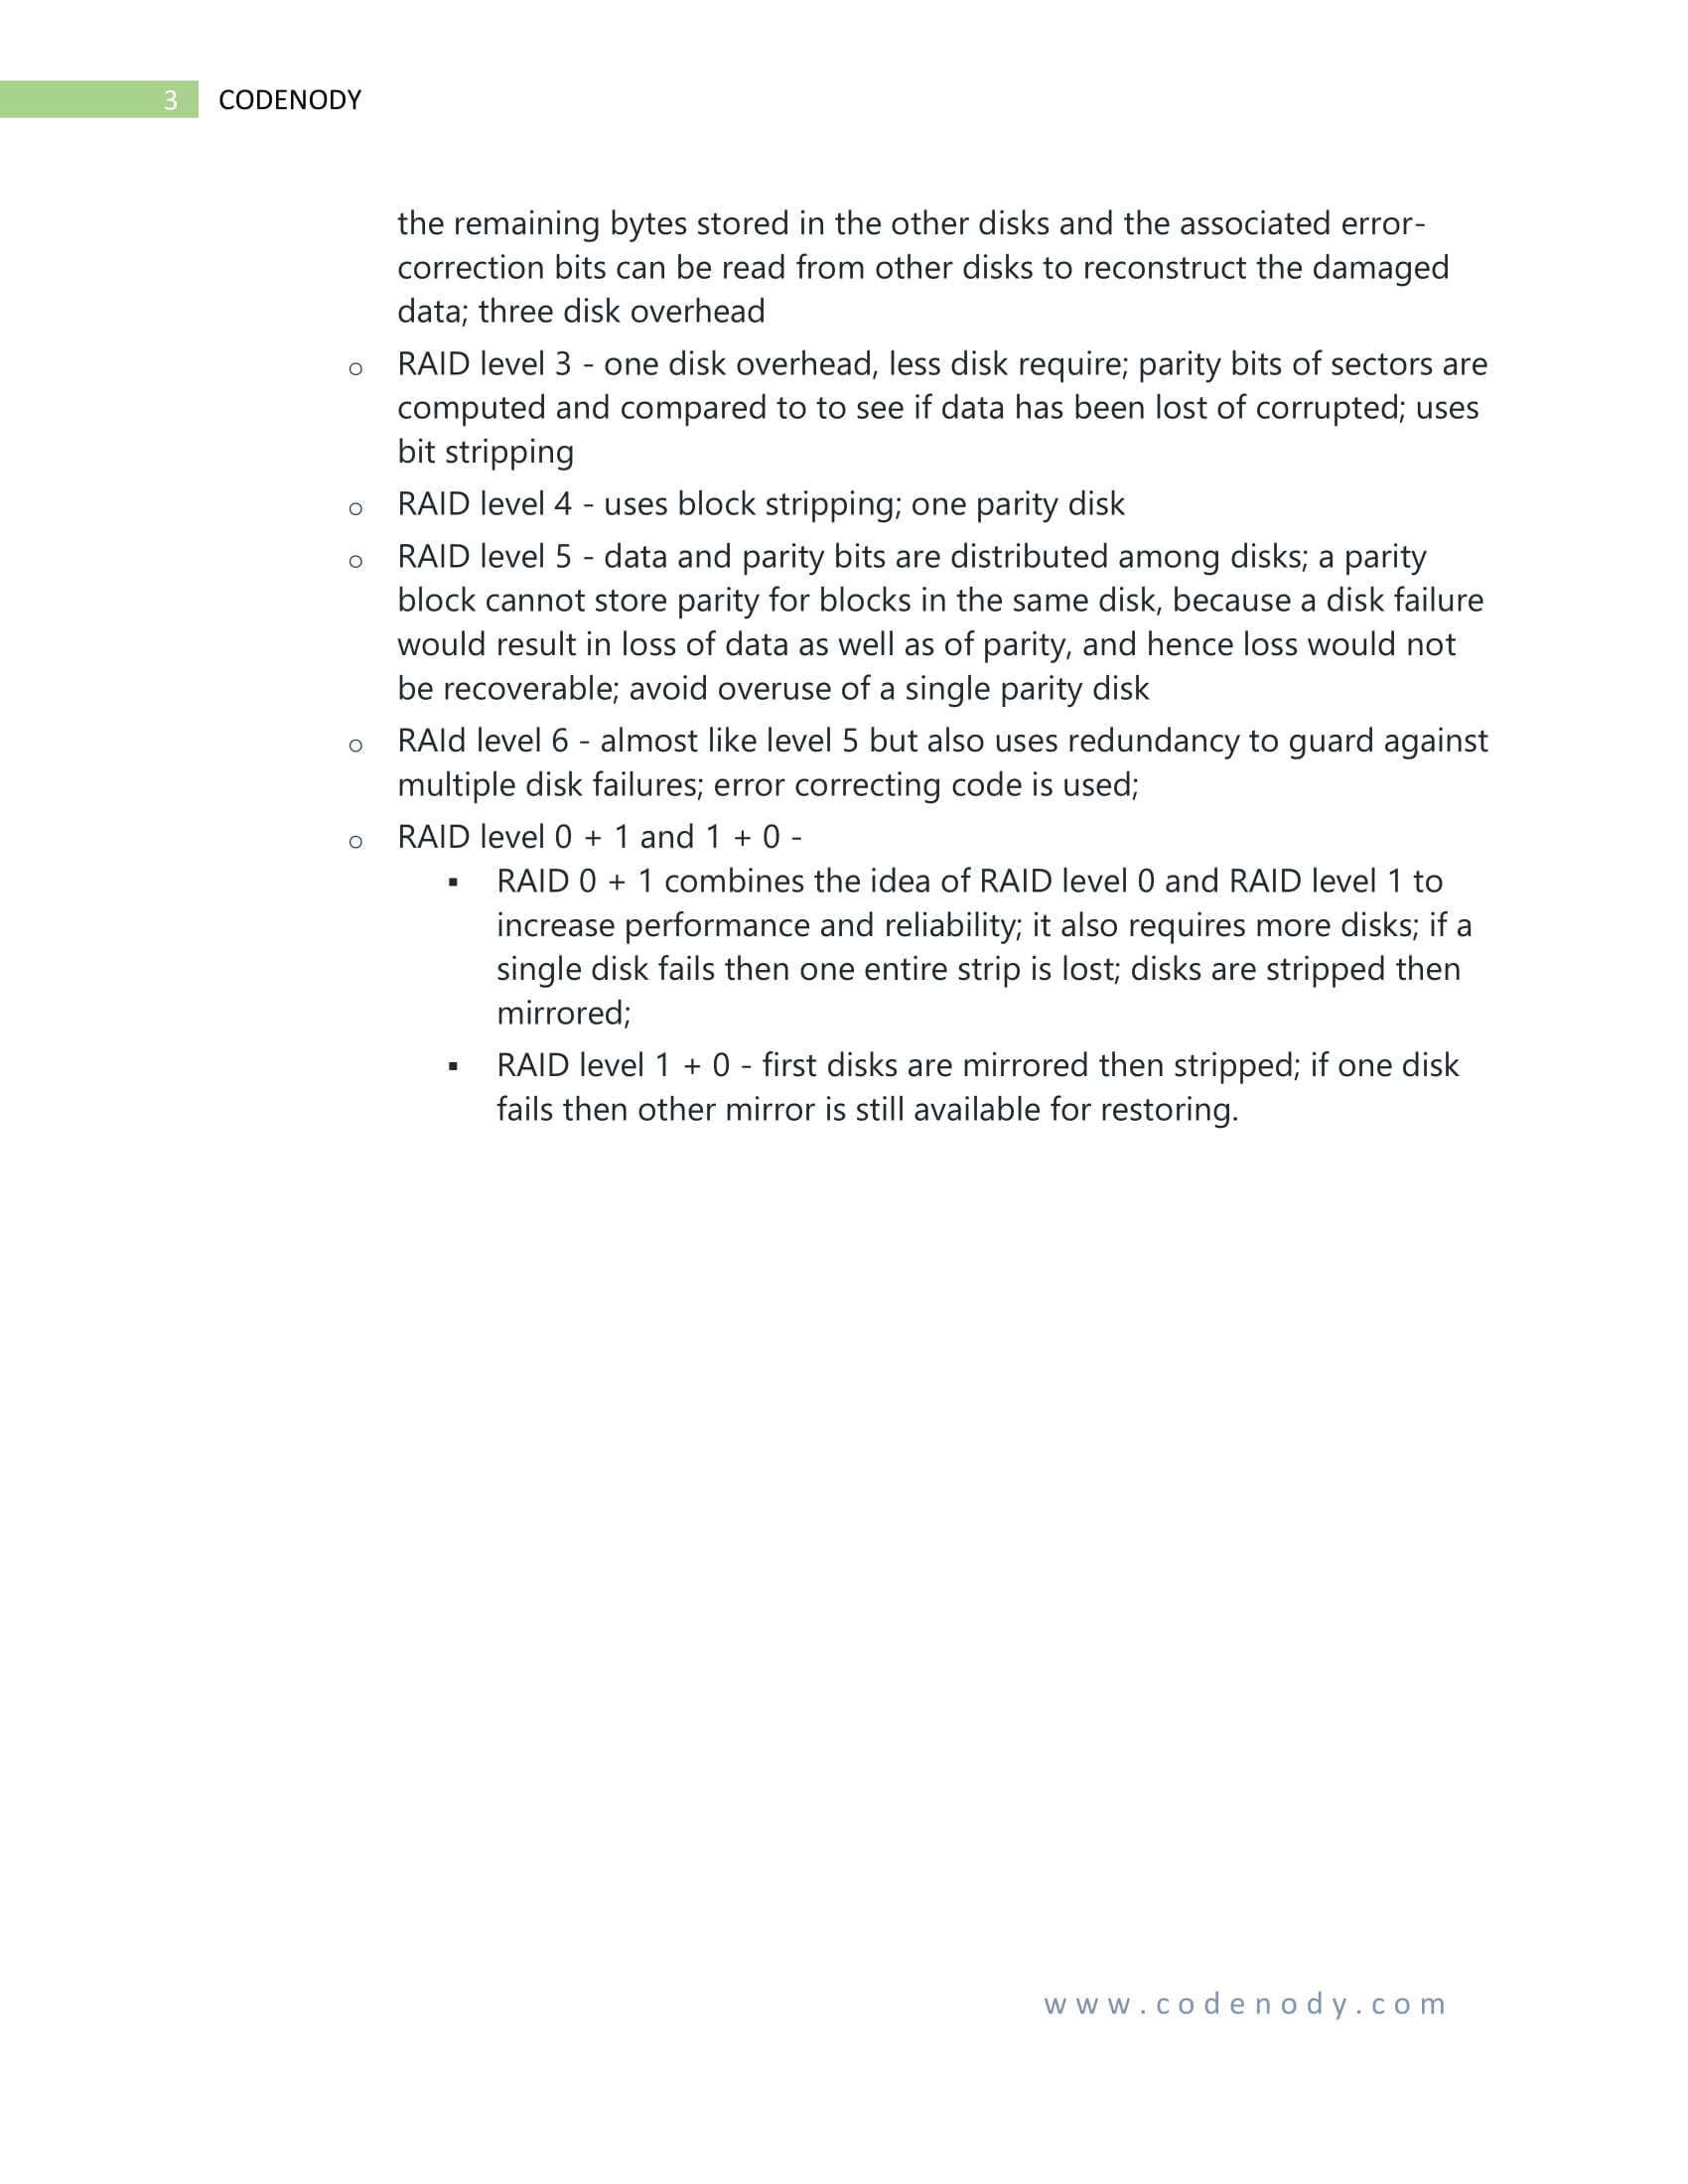 3 CODENODY
the remaining bytes stored in the other disks and the associated error-
correction bits can be read from other disks to reconstruct the damaged
data; three disk overhead
o RAID level 3 - one disk overhead, less disk require; parity bits of sectors are
computed and compared to to see if data has been lost of corrupted; uses
bit stripping
o RAID level 4 - uses block stripping; one parity disk
o RAID level 5 - data and parity bits are distributed among disks; a parity
block cannot store parity for blocks in the same disk, because a disk failure
would result in loss of data as well as of parity, and hence loss would not
be recoverable; avoid overuse of a single parity disk
o RAId level 6 - almost like level 5 but also uses redundancy to guard against
multiple disk failures; error correcting code is used;
o RAID level 0 + 1 and 1 + 0 -
▪ RAID 0 + 1 combines the idea of RAID level 0 and RAID level 1 to
increase performance and reliability; it also requires more disks; if a
single disk fails then one entire strip is lost; disks are stripped then
mirrored;
▪ RAID level 1 + 0 - first disks are mirrored then stripped; if one disk
fails then other mirror is still available for restoring.
www.codenody.com